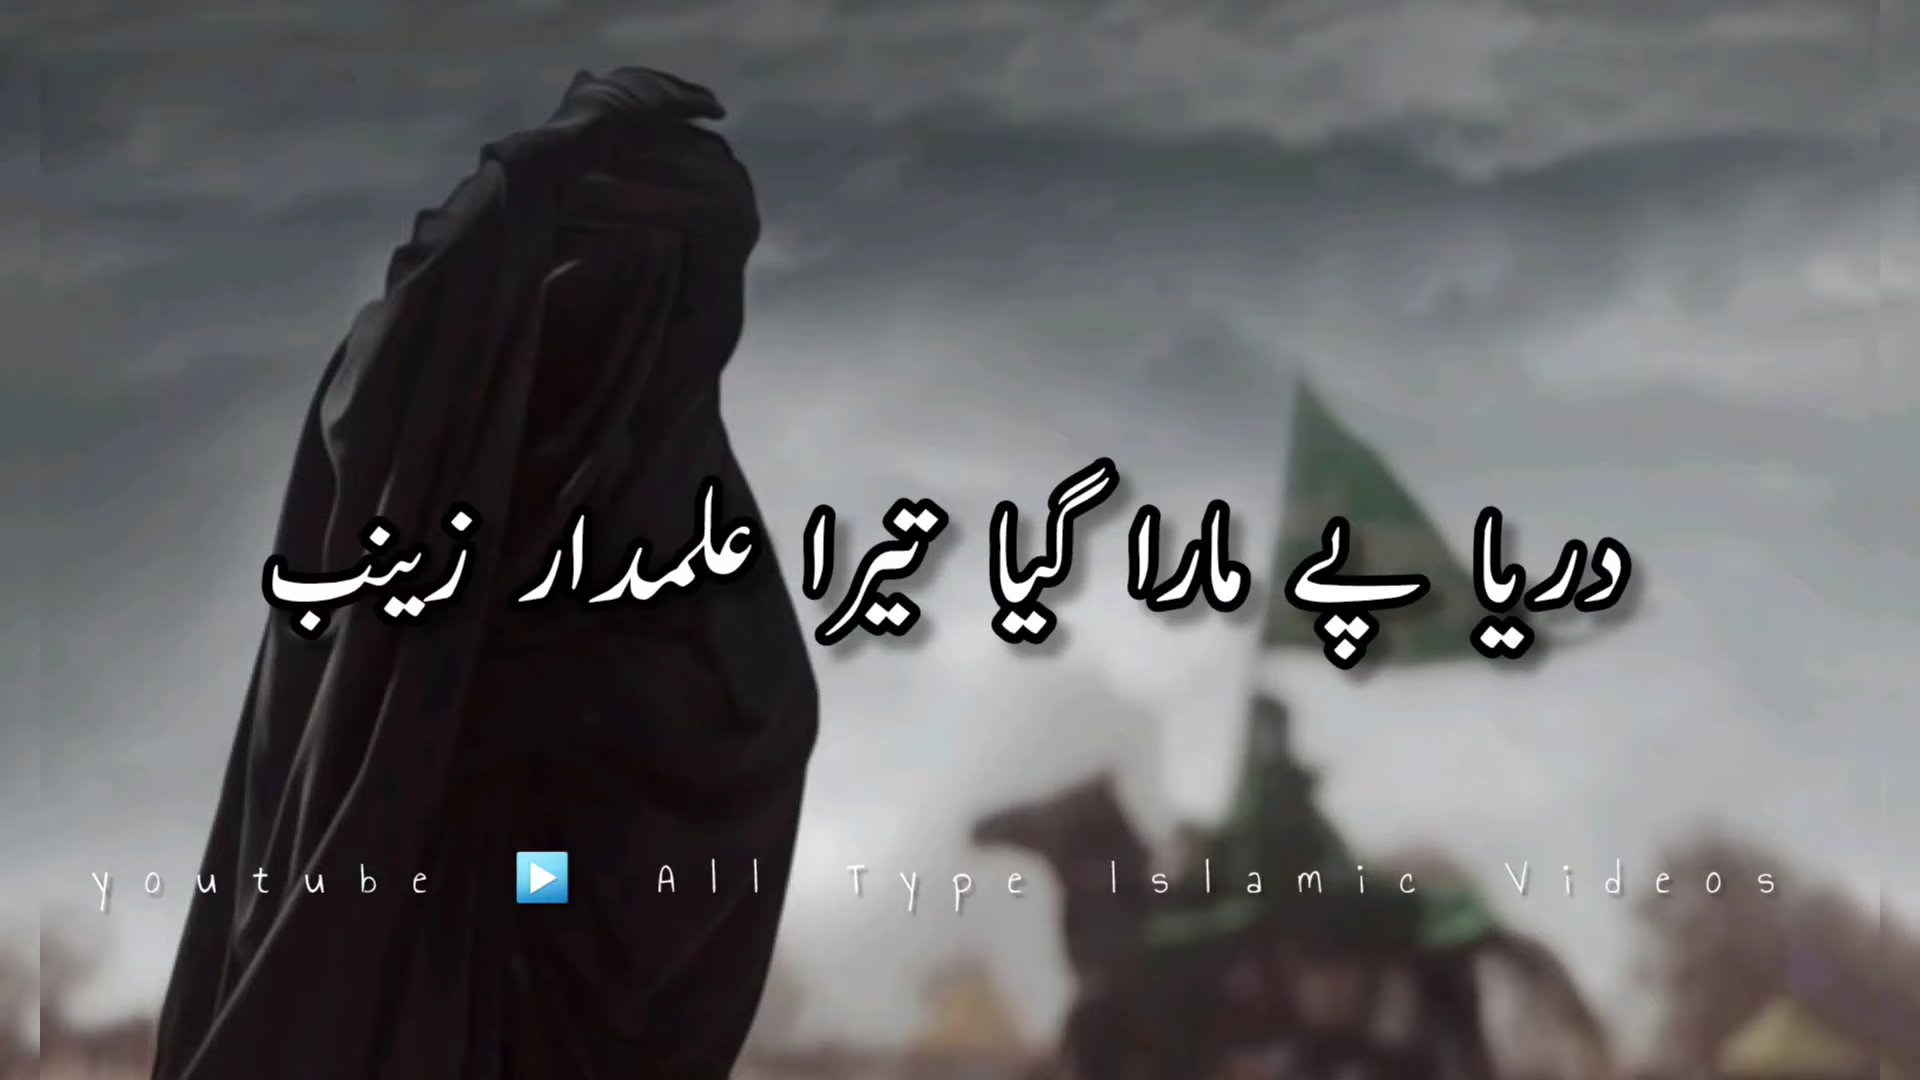 دریا پے مارا گیا تیرا علمدار زینب
youtube ▶️ All Type Islamic Videos